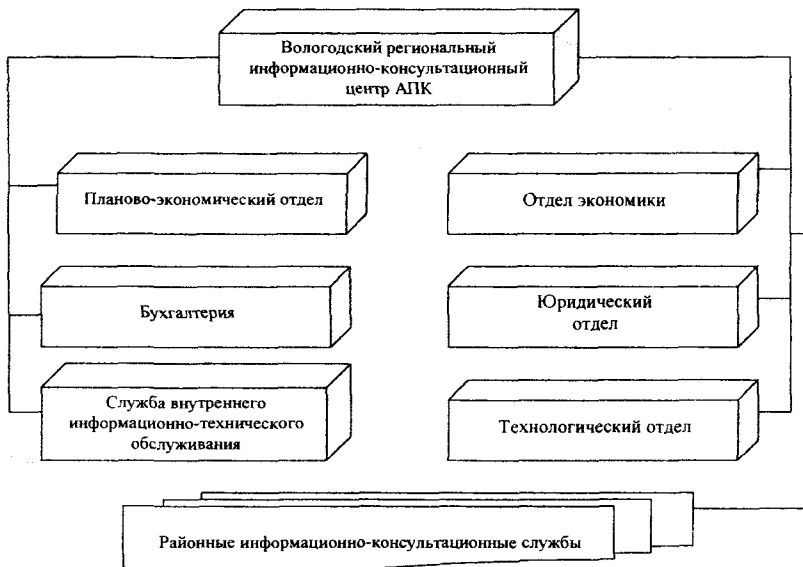 Вологодский региональный
информационно-консультационный
центр АПК
Планово-экономический отдел
Отдел экономики
Бухгалтерия
Юридический
отдел
Служба внутреннего
информационно-технического
обслуживания
Технологический отдел
Районные информационно-консультационные службы